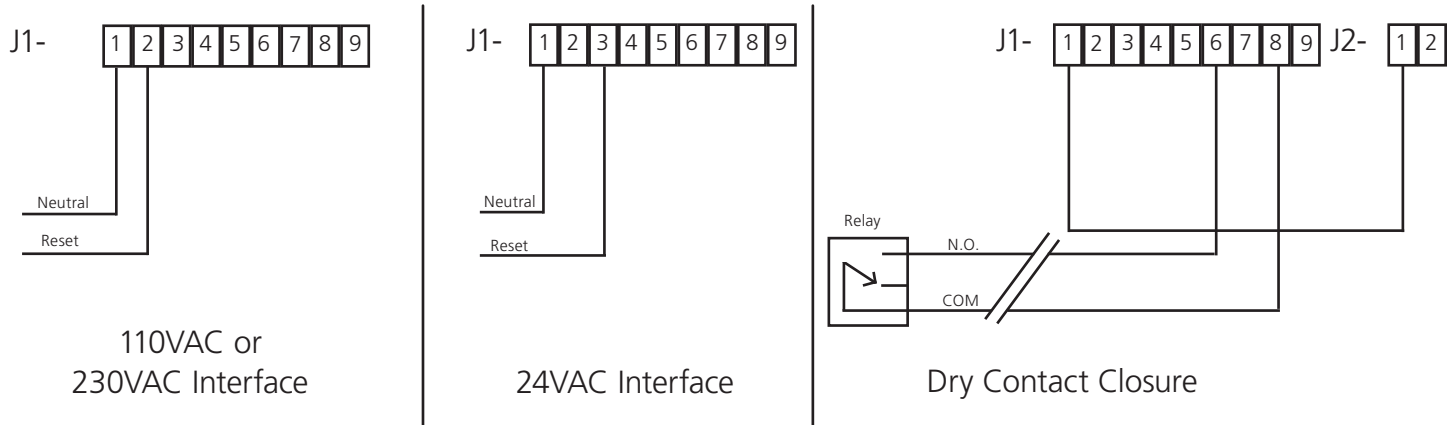 J1- 1 2 3 4 5 6 7 8 9
Neutral
Reset
110VAC or
230VAC Interface
J1- 1 2 3 4 5 6 7 8 9
Neutral
Reset
24VAC Interface
J1- 1 2 3 4 5 6 7 8 9 J2- 1 2
Relay
N.O.
COM
Dry Contact Closure